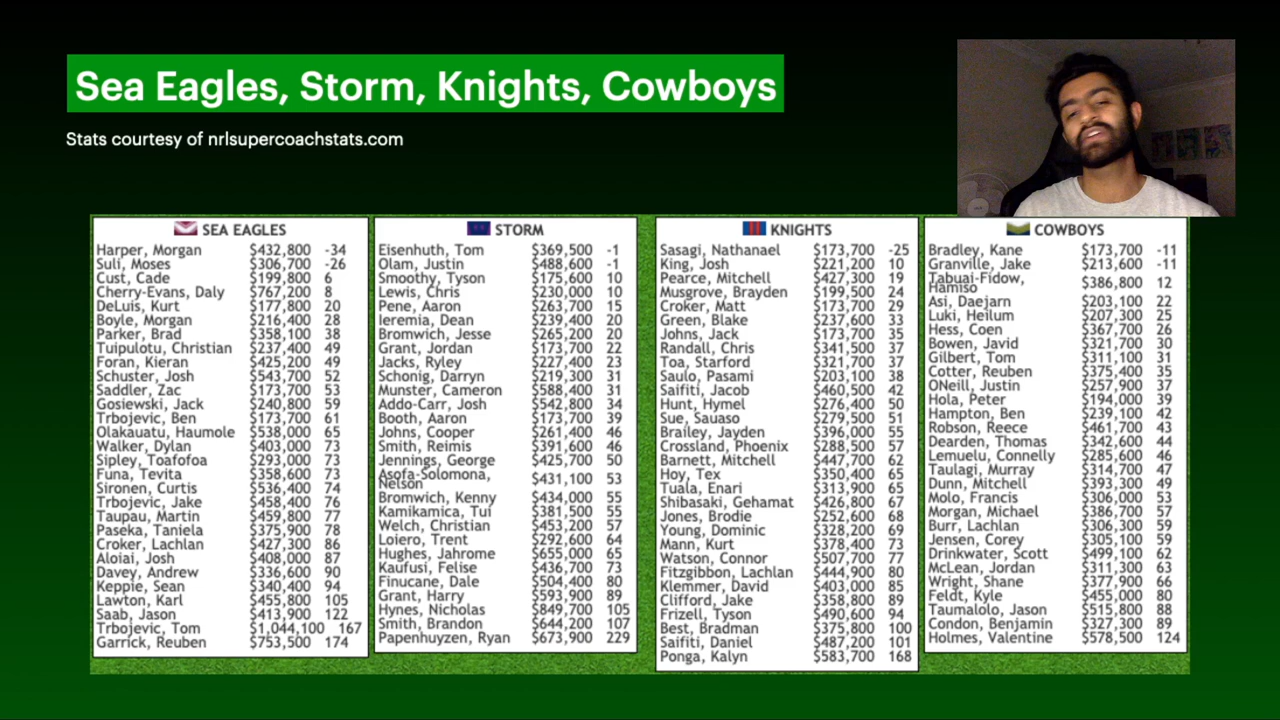 Sea Eagles, Storm, Knights, Cowboys
Stats courtesy of nrlsupercoachstats.com
SEA EAGLES
Harper, Morgan $432,800 -34
Suli, Moses $306,700 -26
Cust, Cade $399,800 6
Cherry-Evans, Daly $767,200 8
DeLuis, Kurt $177,800 20
Boyle, Morgan $216,400 28
Parker, Brad $358,100 38
Tuipulotu, Christian $237,400 49
Foran, Kieran $425,200 49
Schuster, Josh $543,700 52
Saddler, Zac $173,700 53
Gosiewski, Jack $240,800 59
Trbojevic, Ben $173,700 61
Olakauatu, Haumole $538,000 65
Walker, Dylan $403,000 73
Sipley, Toafofoa $293,000 73
Funa, Tevita $358,600 73
Sironen, Curtis $536,400 74
Trbojevic, Jake $458,400 76
Taupau, Martin $459,800 77
Paseka, Taniela $375,900 78
Croker, Lachlan $427,300 86
Aloiai, Josh $408,000 87
Davey, Andrew $336,600 90
Keppie, Sean $340,400 94
Lawton, Karl $455,800 105
Saab, Jason $413,900 122
Trbojevic, Tom $1,044,100 167
Garrick, Reuben $753,500 174
STORM
Eisenhuth, Tom $369,500 -1
Olam, Justin $488,600 -1
Smoothy, Tyson $175,600 10
Lewis, Chris $230,000 10
Pene, Aaron $263,700 15
Ieremia, Dean $239,400 20
Bromwich, Jesse $265,200 20
Grant, Jordan $173,700 22
Jacks, Ryley $227,400 23
Schonig, Darryn $219,300 31
Munster, Cameron $588,400 31
Addo-Carr, Josh $542,800 34
Booth, Aaron $173,700 39
Johns, Cooper $261,400 46
Smith, Reimis $391,600 46
Jennings, George $425,700 50
Asofa-Solomona,
Nelson $431,100 53
Bromwich, Kenny $434,000 55
Kamikamica, Tui $381,500 55
Welch, Christian $453,200 57
Loiero, Trent $292,600 64
Hughes, Jahrome $655,000 65
Kaufusi, Felise $436,700 73
Finucane, Dale $504,400 80
Grant, Harry $593,900 89
Hynes, Nicholas $849,700 105
Smith, Brandon $644,200 107
Papenhuyzen, Ryan $673,900 229
KNIGHTS
Sasagi, Nathanael $173,700 -25
King, Josh $221,200 10
Pearce, Mitchell $427,300 19
Musgrove, Brayden $199,500 24
Croker, Matt $173,700 29
Green, Blake $237,600 33
Johns, Jack $173,700 35
Randall, Chris $341,500 37
Toa, Starford $321,700 37
Saulo, Pasami $203,100 38
Saifiti, Jacob $460,500 42
Hunt, Hymel $276,400 50
Sue, Sauaso $279,500 51
Brailey, Jayden $396,000 55
Crossland, Phoenix $288,500 57
Barnett, Mitchell $447,700 62
Hoy, Tex $350,400 65
Tuala, Enari $313,900 65
Shibasaki, Gehamat $426,800 67
Jones, Brodie $252,600 68
Young, Dominic $328,200 69
Mann, Kurt $378,400 73
Watson, Connor $507,700 77
Fitzgibbon, Lachlan $444,900 80
Klemmer, David $403,000 85
Clifford, Jake $358,800 89
Frizell, Tyson $490,600 94
Best, Bradman $375,800 100
Saifiti, Daniel $487,200 101
Ponga, Kalyn $583,700 168
COWBOYS
Bradley, Kane $173,700 -11
Granville, Jake $213,600 -11
Tabuai-Fidow,
Hamiso $386,800 12
Asi, Daejarn $203,100 22
Luki, Heilum $207,300 25
Hess, Coen $367,700 26
Bowen, Javid $321,700 30
Gilbert, Tom $311,100 31
Cotter, Reuben $375,400 35
ONeill, Justin $257,900 37
Hola, Peter $194,000 39
Hampton, Ben $239,100 42
Robson, Reece $461,700 43
Dearden, Thomas $342,600 44
Lemuelu, Connelly $285,600 46
Taulagi, Murray $314,700 47
Dunn, Mitchell $393,300 49
Molo, Francis $306,000 53
Morgan, Michael $386,700 57
Burr, Lachlan $306,300 59
Jensen, Corey $305,100 59
Drinkwater, Scott $499,100 62
McLean, Jordan $311,300 63
Wright, Shane $377,900 66
Feldt, Kyle $455,000 80
Taumalolo, Jason $515,800 88
Condon, Benjamin $327,300 89
Holmes, Valentine $578,500 124